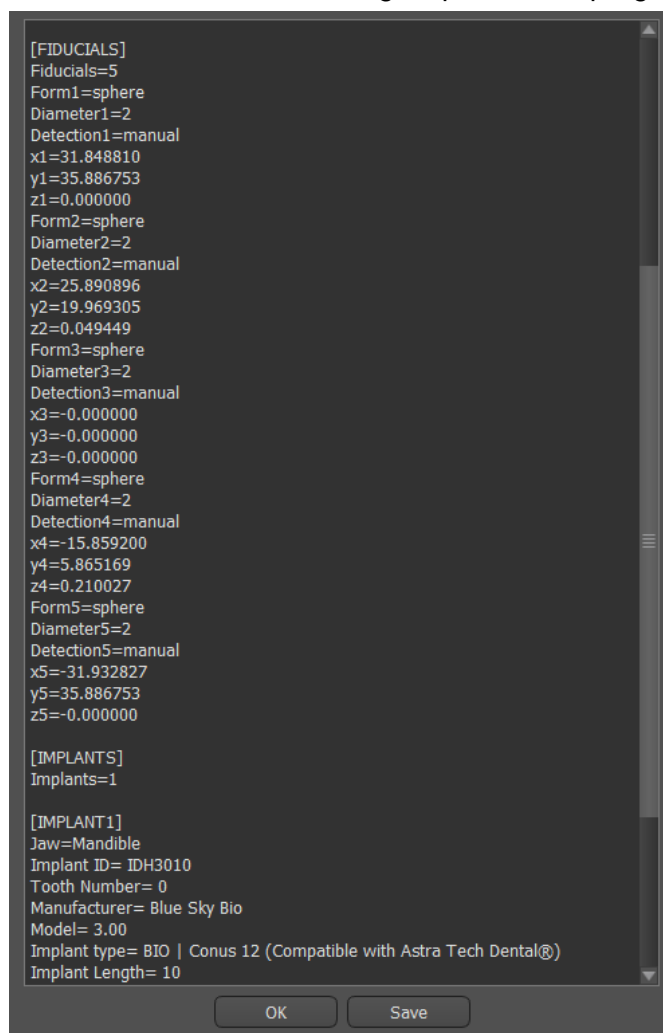 [FIDUCIALS]
Fiducials=5
Form1=sphere
Diameter1=2
Detection1=manual
x1=31.848810
y1=35.886753
z1=0.000000
Form2=sphere
Diameter2=2
Detection2=manual
x2=25.890896
y2=19.969305
z2=0.049449
Form3=sphere
Diameter3=2
Detection3=manual
x3=-0.000000
y3=-0.000000
z3=-0.000000
Form4=sphere
Diameter4=2
Detection4=manual
x4=-15.859200
y4=5.865169
z4=0.210027
Form5=sphere
Diameter5=2
Detection5=manual
x5=-31.932827
y5=35.886753
z5=-0.000000
[IMPLANTS]
Implants=1
[IMPLANT1]
Jaw=Mandible
Implant ID= IDH3010
Tooth Number= 0
Manufacturer= Blue Sky Bio
Model= 3.00
Implant type= BIO | Conus 12 (Compatible with Astra Tech Dental®)
Implant Length= 10
OK Save